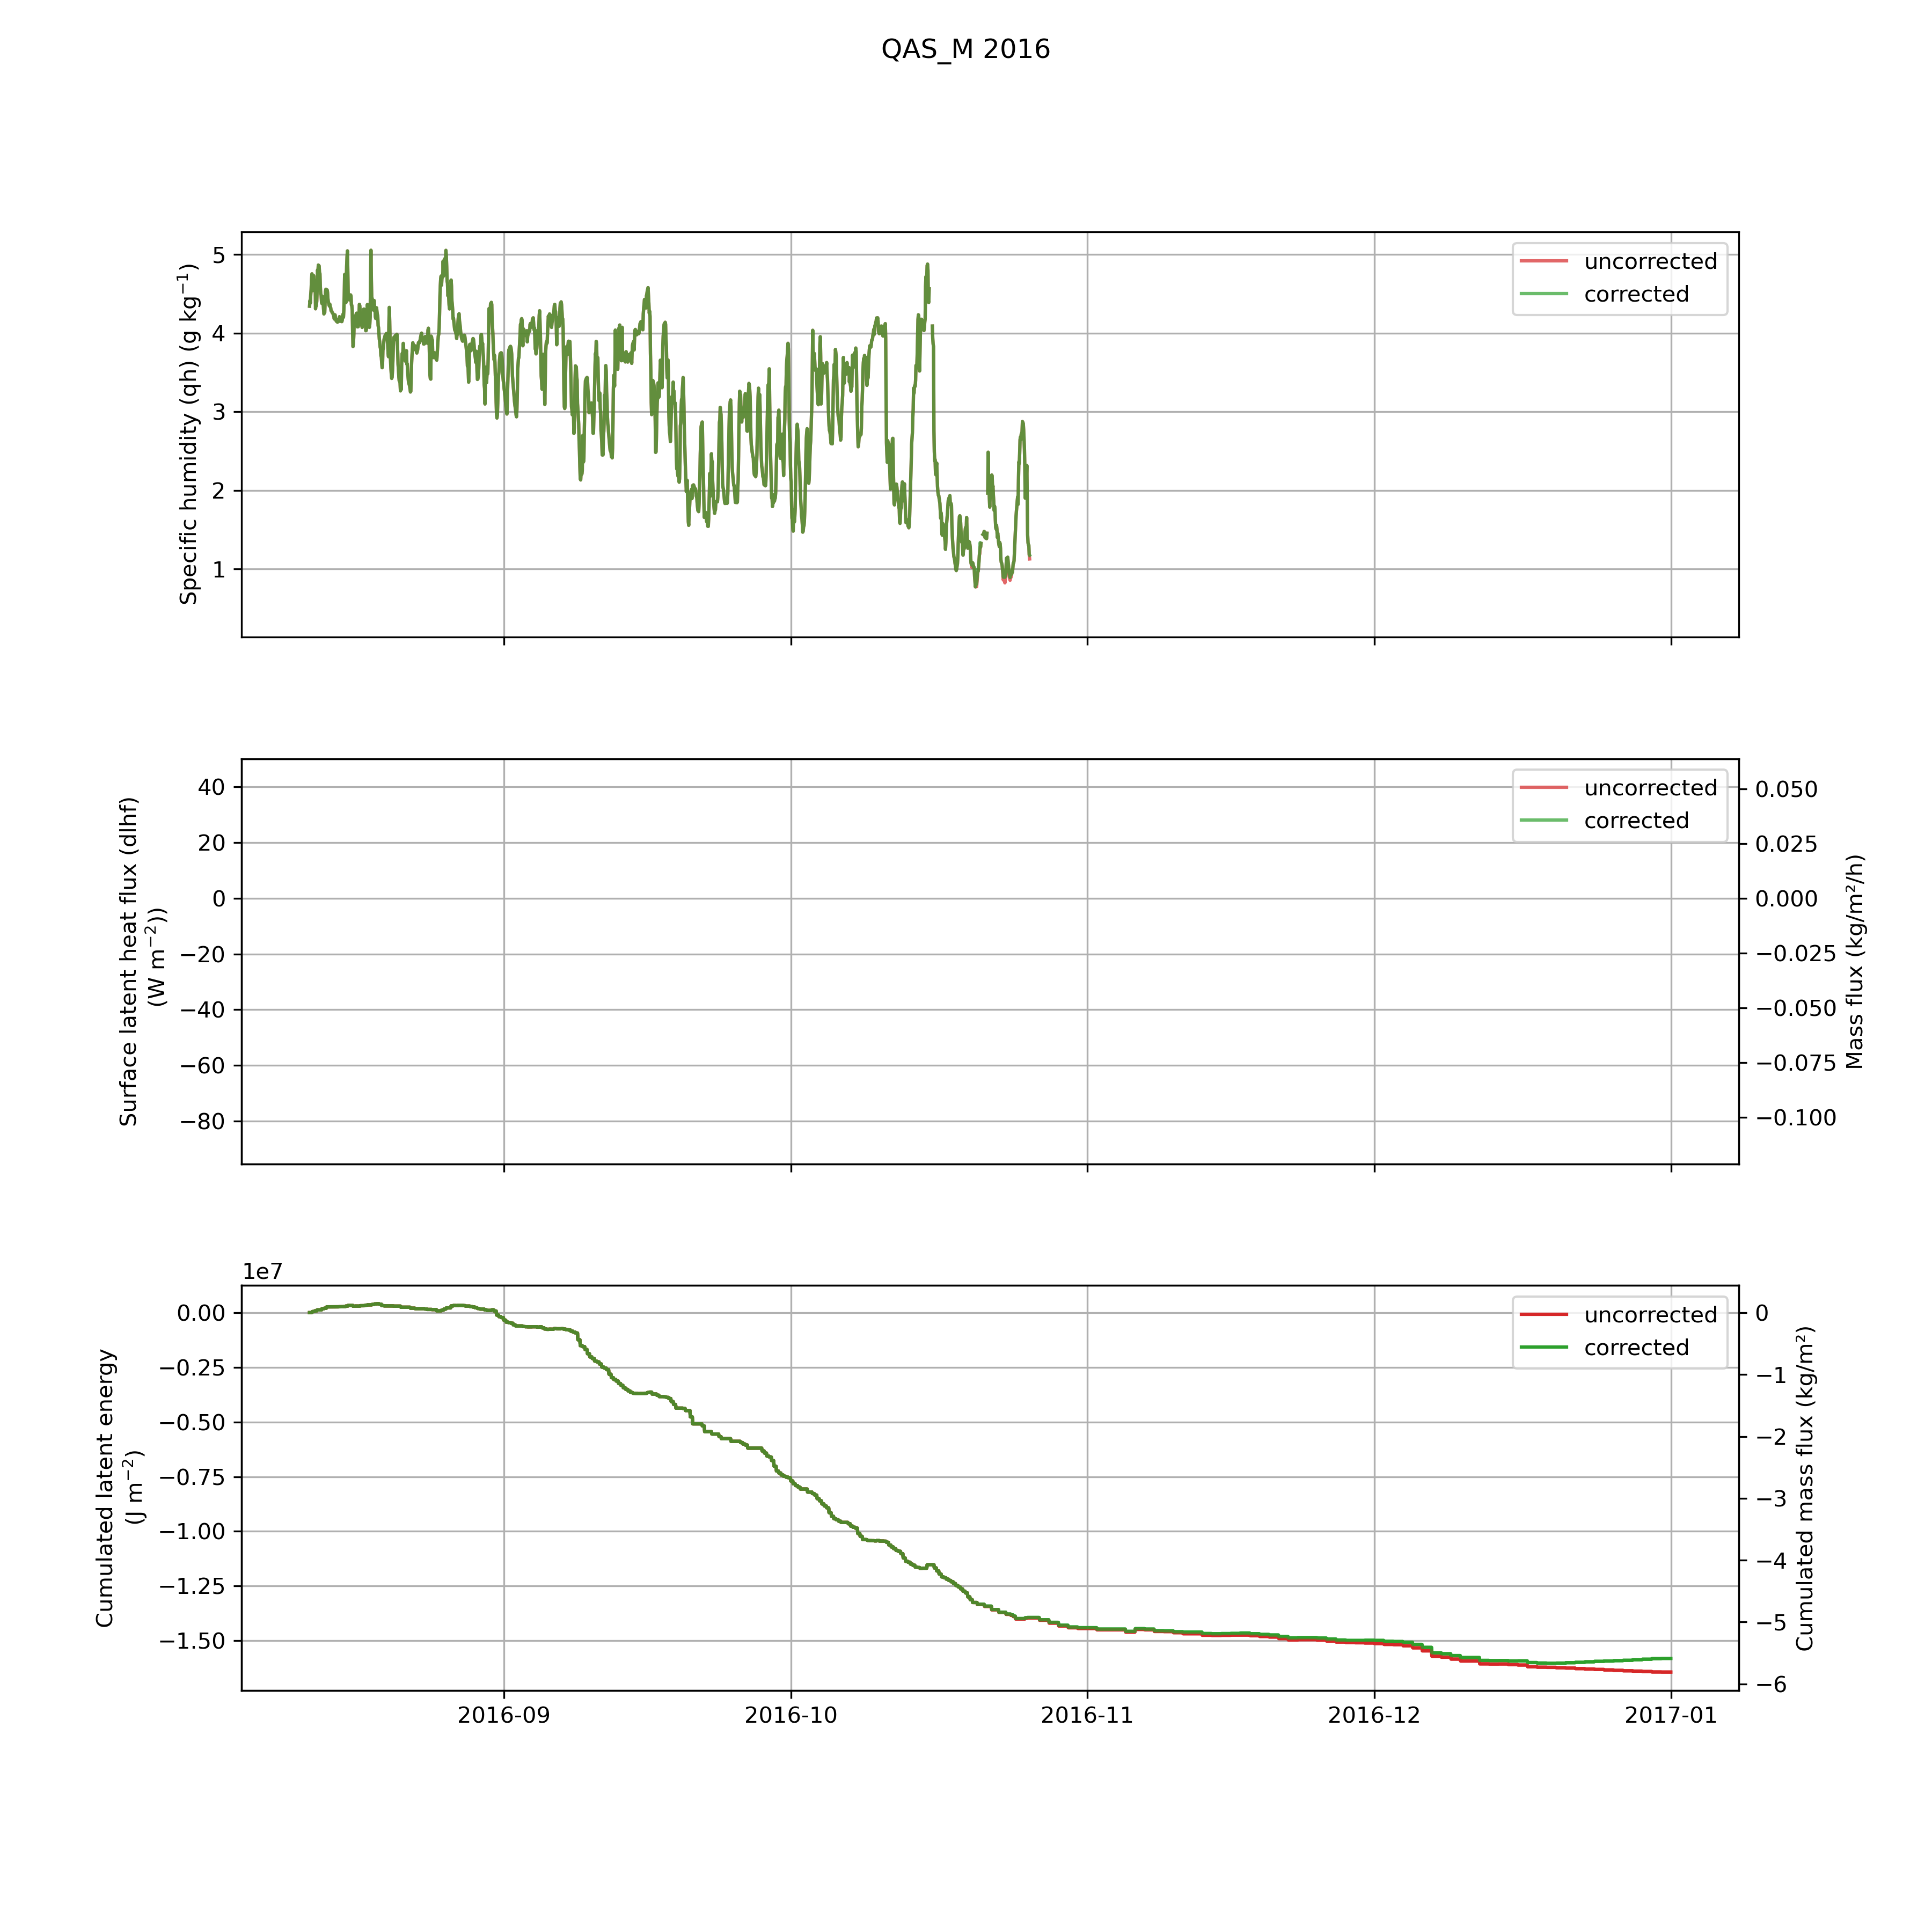 QAS_M 2016
Specific humidity (qh) (g kg⁻¹)
5
4
3
2
1
uncorrected
corrected
Surface latent heat flux (dlhf)
(W m⁻²))
40
20
0
−20
−40
−60
−80
uncorrected
corrected
0.050
0.025
0.000
−0.025
−0.050
−0.075
−0.100
Mass flux (kg/m²/h)
1e7
Cumulated latent energy
(J m⁻²)
0.00
−0.25
−0.50
−0.75
−1.00
−1.25
−1.50
uncorrected
corrected
0
−1
−2
−3
−4
−5
−6
Cumulated mass flux (kg/m²)
2016-09 2016-10 2016-11 2016-12 2017-01